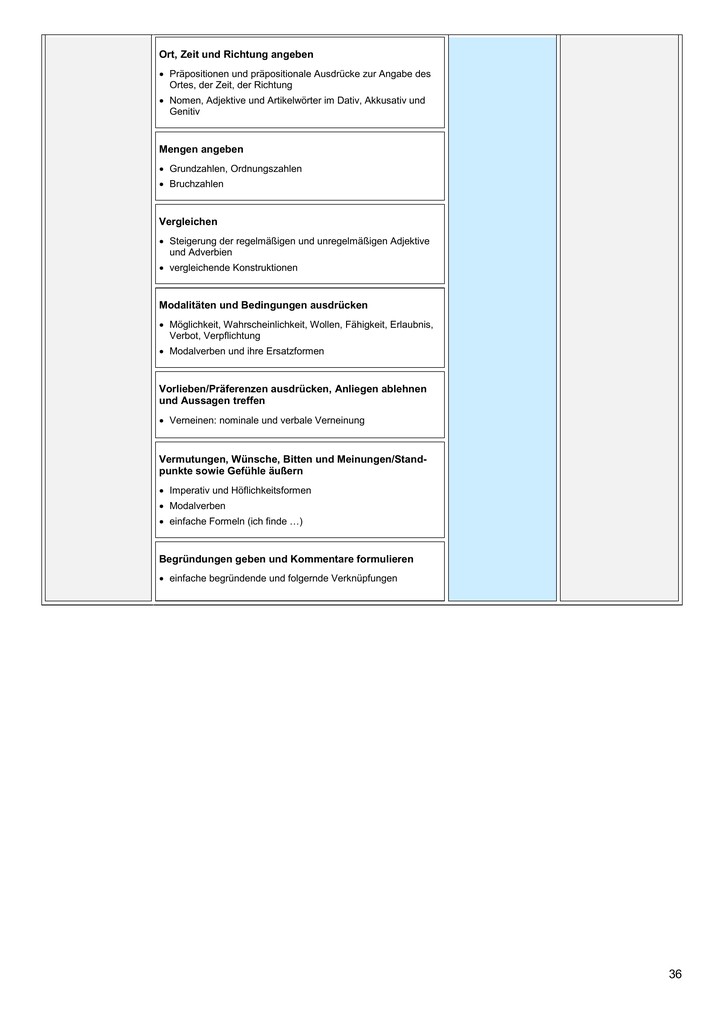 Ort, Zeit und Richtung angeben
• Präpositionen und präpositionale Ausdrücke zur Angabe des
Ortes, der Zeit, der Richtung
• Nomen, Adjektive und Artikelwörter im Dativ, Akkusativ und
Genitiv
Mengen angeben
• Grundzahlen, Ordnungszahlen
• Bruchzahlen
Vergleichen
• Steigerung der regelmäßigen und unregelmäßigen Adjektive
und Adverbien
• vergleichende Konstruktionen
Modalitäten und Bedingungen ausdrücken
• Möglichkeit, Wahrscheinlichkeit, Wollen, Fähigkeit, Erlaubnis,
Verbot, Verpflichtung
• Modalverben und ihre Ersatzformen
Vorlieben/Präferenzen ausdrücken, Anliegen ablehnen
und Aussagen treffen
• Verneinen: nominale und verbale Verneinung
Vermutungen, Wünsche, Bitten und Meinungen/Stand-
punkte sowie Gefühle äußern
• Imperativ und Höflichkeitsformen
• Modalverben
• einfache Formeln (ich finde …)
Begründungen geben und Kommentare formulieren
• einfache begründende und folgernde Verknüpfungen
36